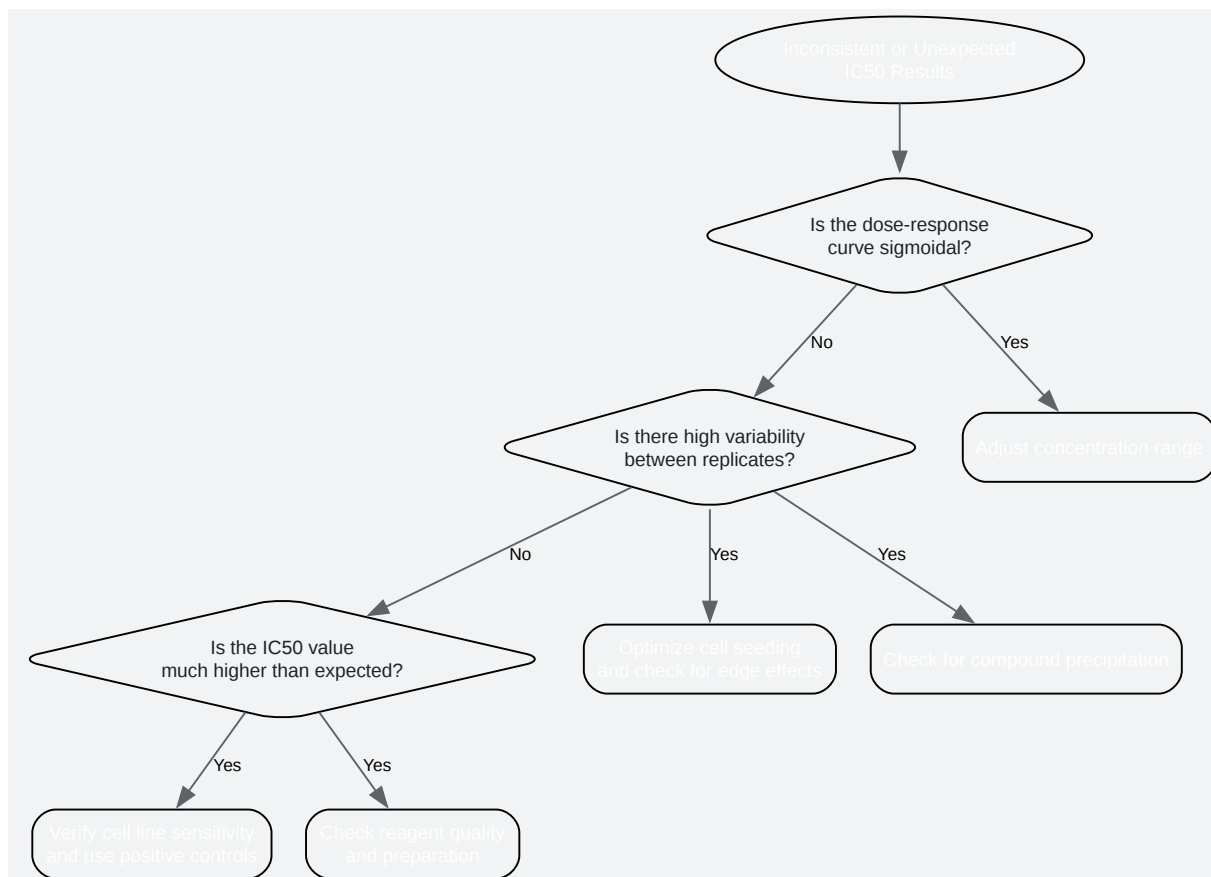 Inconsistent or Unexpected
IC50 Results
Is the dose-response
curve sigmoidal?
No
Yes
Is there high variability
between replicates?
Adjust concentration range
No
Yes
Yes
Is the IC50 value
much higher than expected?
Optimize cell seeding
and check for edge effects
Check for compound precipitation
Yes
Yes
Verify cell line sensitivity
and use positive controls
Check reagent quality
and preparation